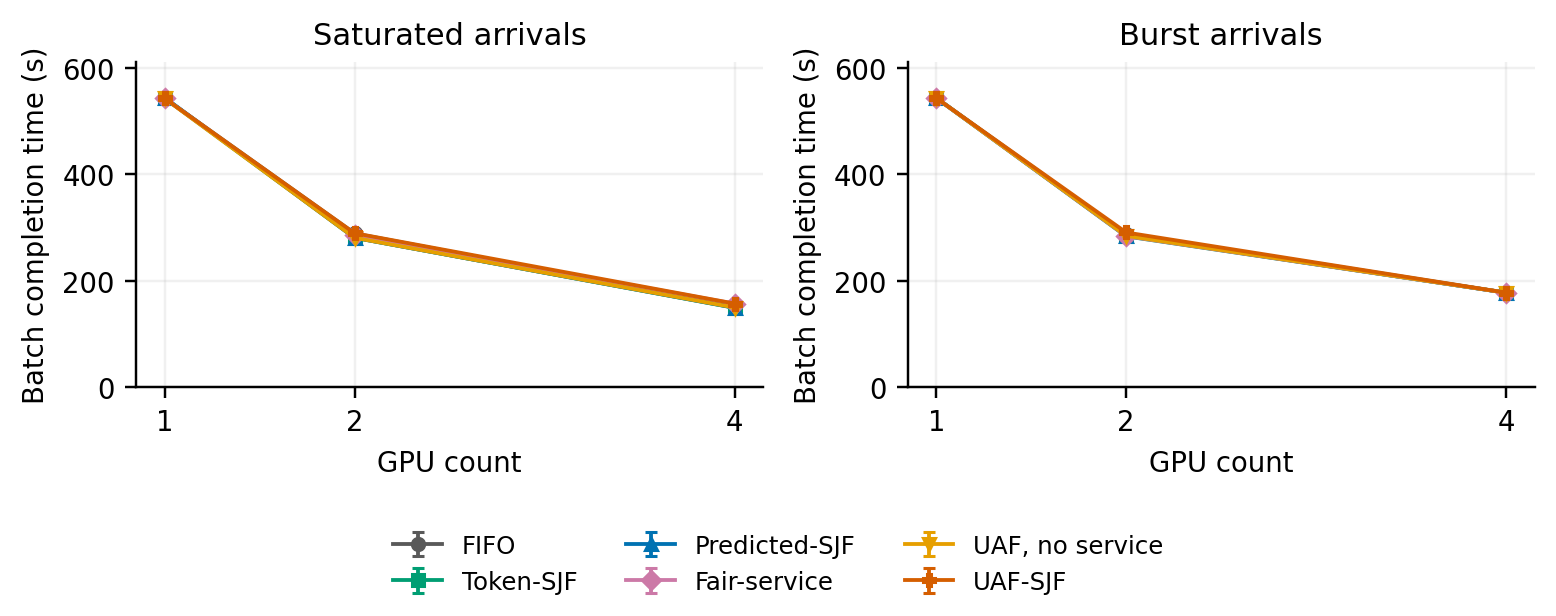 Saturated arrivals
Batch completion time (s)
600
400
200
0
1
2
4
GPU count
Burst arrivals
Batch completion time (s)
600
400
200
0
1
2
4
GPU count
FIFO
Token-SJF
Predicted-SJF
Fair-service
UAF, no service
UAF-SJF